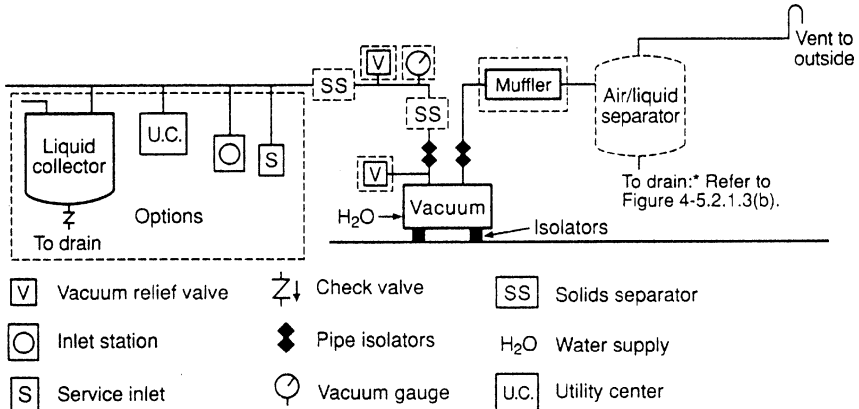 Vent to
outside
V
SS
Muffler
Air/liquid
separator
SS
Liquid
collector
U.C.
S
V
To drain:* Refer to
Figure 4-5.2.1.3(b).
H₂O
Vacuum
Isolators
Options
To drain
V Vacuum relief valve
Check valve
SS Solids separator
Inlet station
Pipe isolators
H₂O Water supply
S Service inlet
Vacuum gauge
U.C. Utility center